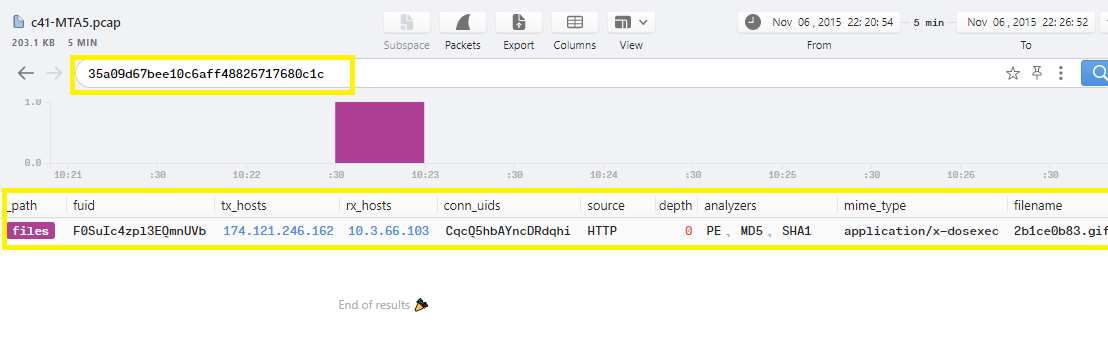 c41-MTA5.pcap
203.1 KB 5 MIN
Subspace Packets Export Columns View
Nov 06 , 2015 22: 20: 54 5 min Nov 06 , 2015 22: 26: 52
From To
35a09d67bee10c6aff48826717680c1c
1.0
0.0
10:21 :30 10:22 :30 10:23 :30 10:24 :30 10:25 :30 10:26 :30
_path fuid tx_hosts rx_hosts conn_uids source depth analyzers mime_type filename
files F0SuIc4zpl3EQmnUVb 174.121.246.162 10.3.66.103 CqcQ5hbAYncDRdqhi HTTP 0 PE, MD5, SHA1 application/x-dosexec 2b1ce0b83.gif
End of results